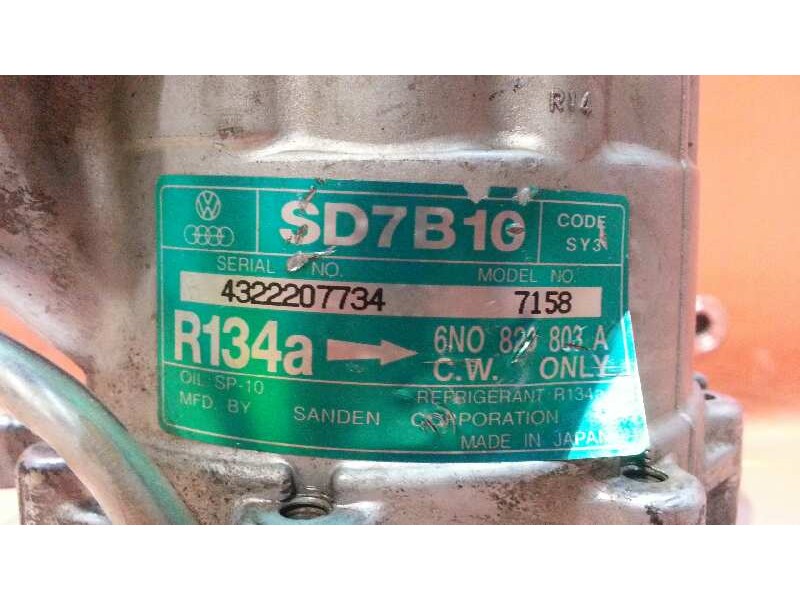 R14
SD7B10
CODE
SY3
SERIAL NO.
MODEL NO.
4322207734
7158
R134a
6N0 820 803 A
C.W. ONLY
OIL SP-10
REFRIGERANT R134a
MFD. BY SANDEN CORPORATION
MADE IN JAPAN